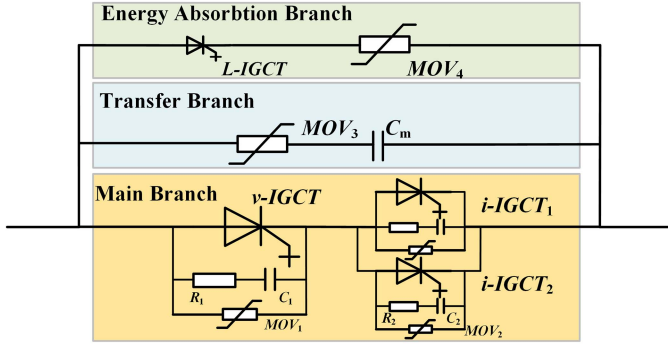 Energy Absorbtion Branch
L-IGCT
MOV4
Transfer Branch
MOV3
Cm
Main Branch
v-IGCT
i-IGCT1
R1
C1
i-IGCT2
MOV1
R2
C2
MOV2